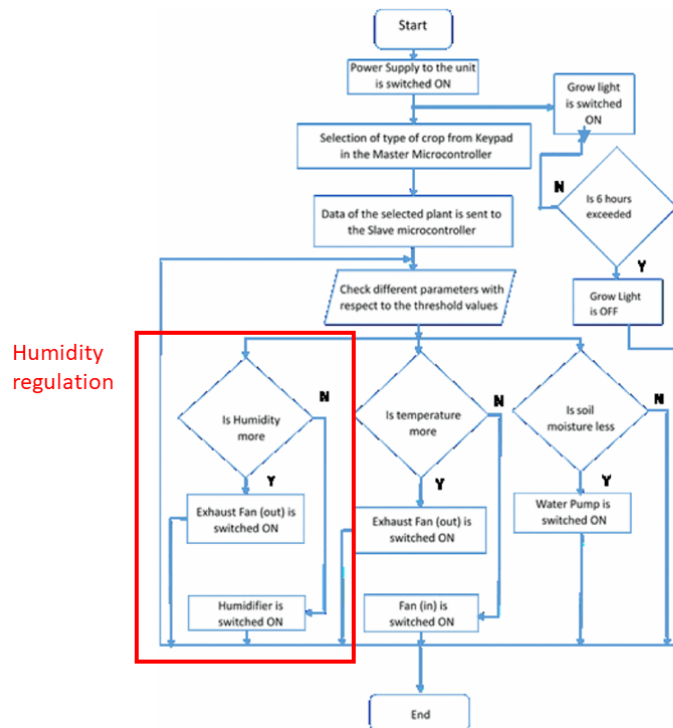 Start
Power Supply to the unit
is switched ON
Grow light
is switched
ON
Selection of type of crop from Keypad
in the Master Microcontroller
N
Is 6 hours
exceeded
Data of the selected plant is sent to
the Slave microcontroller
Y
Check different parameters with
respect to the threshold values
Grow Light
is OFF
Humidity
regulation
Is Humidity
more
N
Y
Is temperature
more
N
Y
Is soil
moisture less
N
Y
Exhaust Fan (out) is
switched ON
Exhaust Fan (out) is
switched ON
Water Pump is
switched ON
Humidifier is
switched ON
Fan (in) is
switched ON
End